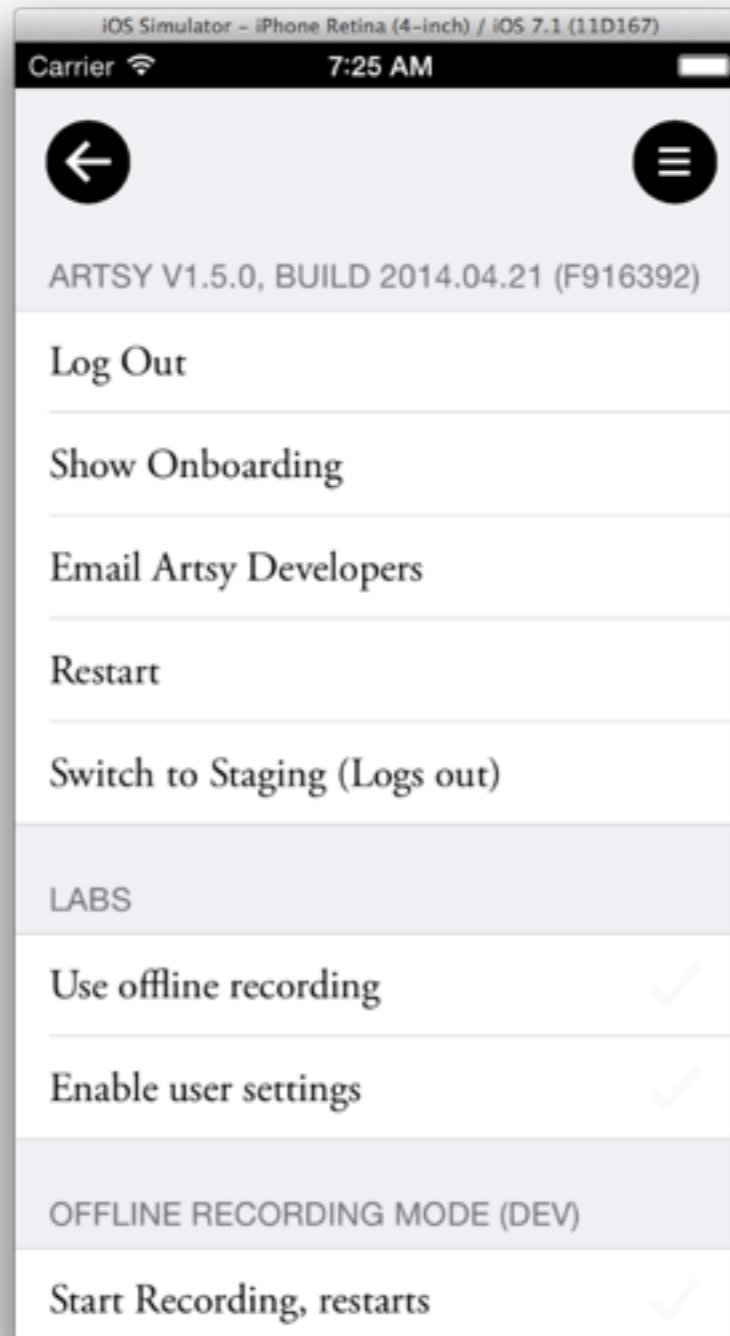 iOS Simulator - iPhone Retina (4-inch) / iOS 7.1 (11D167)
Carrier 7:25 AM
ARTSY V1.5.0, BUILD 2014.04.21 (F916392)
Log Out
Show Onboarding
Email Artsy Developers
Restart
Switch to Staging (Logs out)
LABS
Use offline recording
Enable user settings
OFFLINE RECORDING MODE (DEV)
Start Recording, restarts